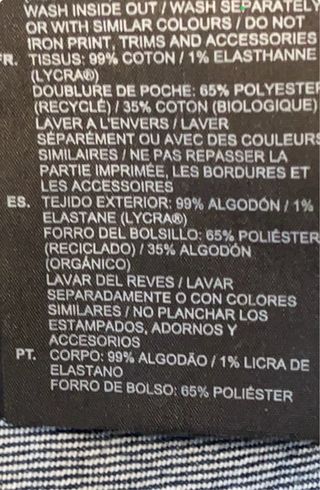 WASH INSIDE OUT / WASH SEPARATELY
OR WITH SIMILAR COLOURS / DO NOT
IRON PRINT, TRIMS AND ACCESSORIES
FR. TISSUS: 99% COTON / 1% ELASTHANNE
(LYCRA®)
DOUBLURE DE POCHE: 65% POLYESTER
(RECYCLÉ) / 35% COTON (BIOLOGIQUE)
LAVER A L'ENVERS / LAVER
SÉPARÉMENT OU AVEC DES COULEURS
SIMILAIRES / NE PAS REPASSER LA
PARTIE IMPRIMÉE, LES BORDURES ET
LES ACCESSOIRES
ES. TEJIDO EXTERIOR: 99% ALGODÓN / 1%
ELASTANE (LYCRA®)
FORRO DEL BOLSILLO: 65% POLIÉSTER
(RECICLADO) / 35% ALGODÓN
(ORGÁNICO)
LAVAR DEL REVES / LAVAR
SEPARADAMENTE O CON COLORES
SIMILARES / NO PLANCHAR LOS
ESTAMPADOS, ADORNOS Y
ACCESORIOS
PT. CORPO: 99% ALGODÃO / 1% LICRA DE
ELASTANO
FORRO DE BOLSO: 65% POLIÉSTER